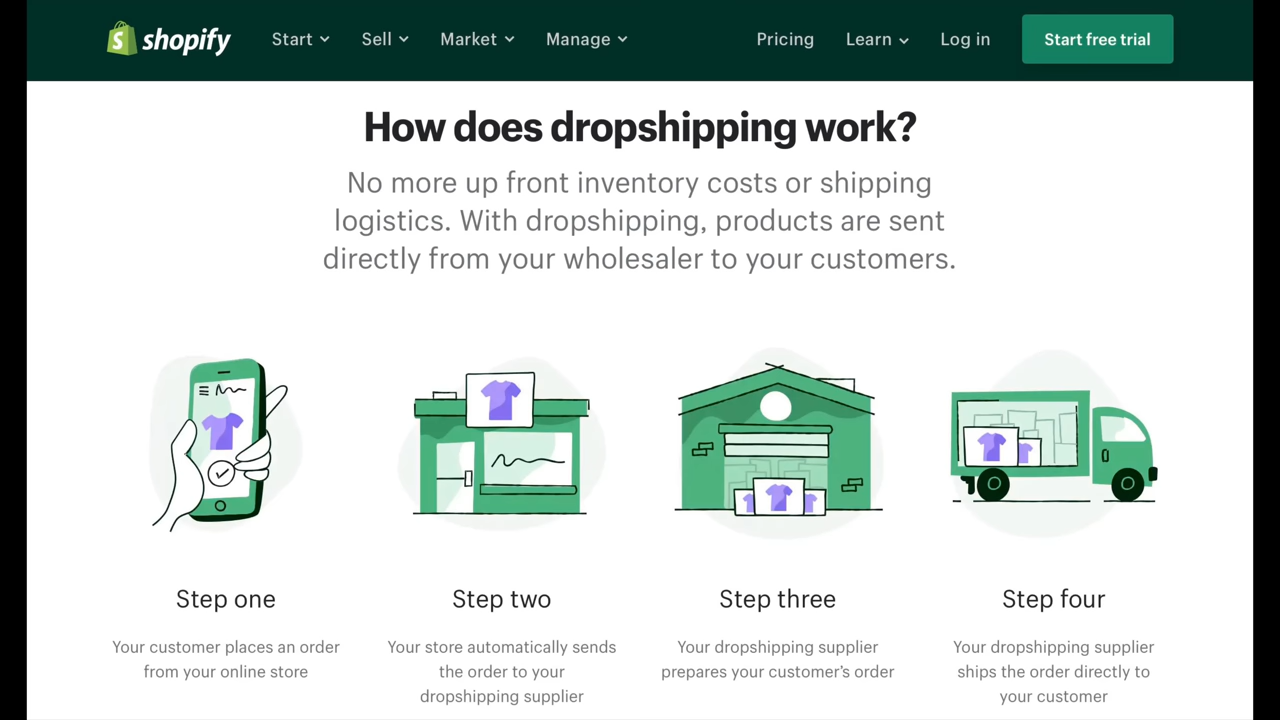 shopify Start Sell Market Manage Pricing Learn Log in Start free trial
How does dropshipping work?
No more up front inventory costs or shipping
logistics. With dropshipping, products are sent
directly from your wholesaler to your customers.
Step one
Your customer places an order
from your online store
Step two
Your store automatically sends
the order to your
dropshipping supplier
Step three
Your dropshipping supplier
prepares your customer's order
Step four
Your dropshipping supplier
ships the order directly to
your customer